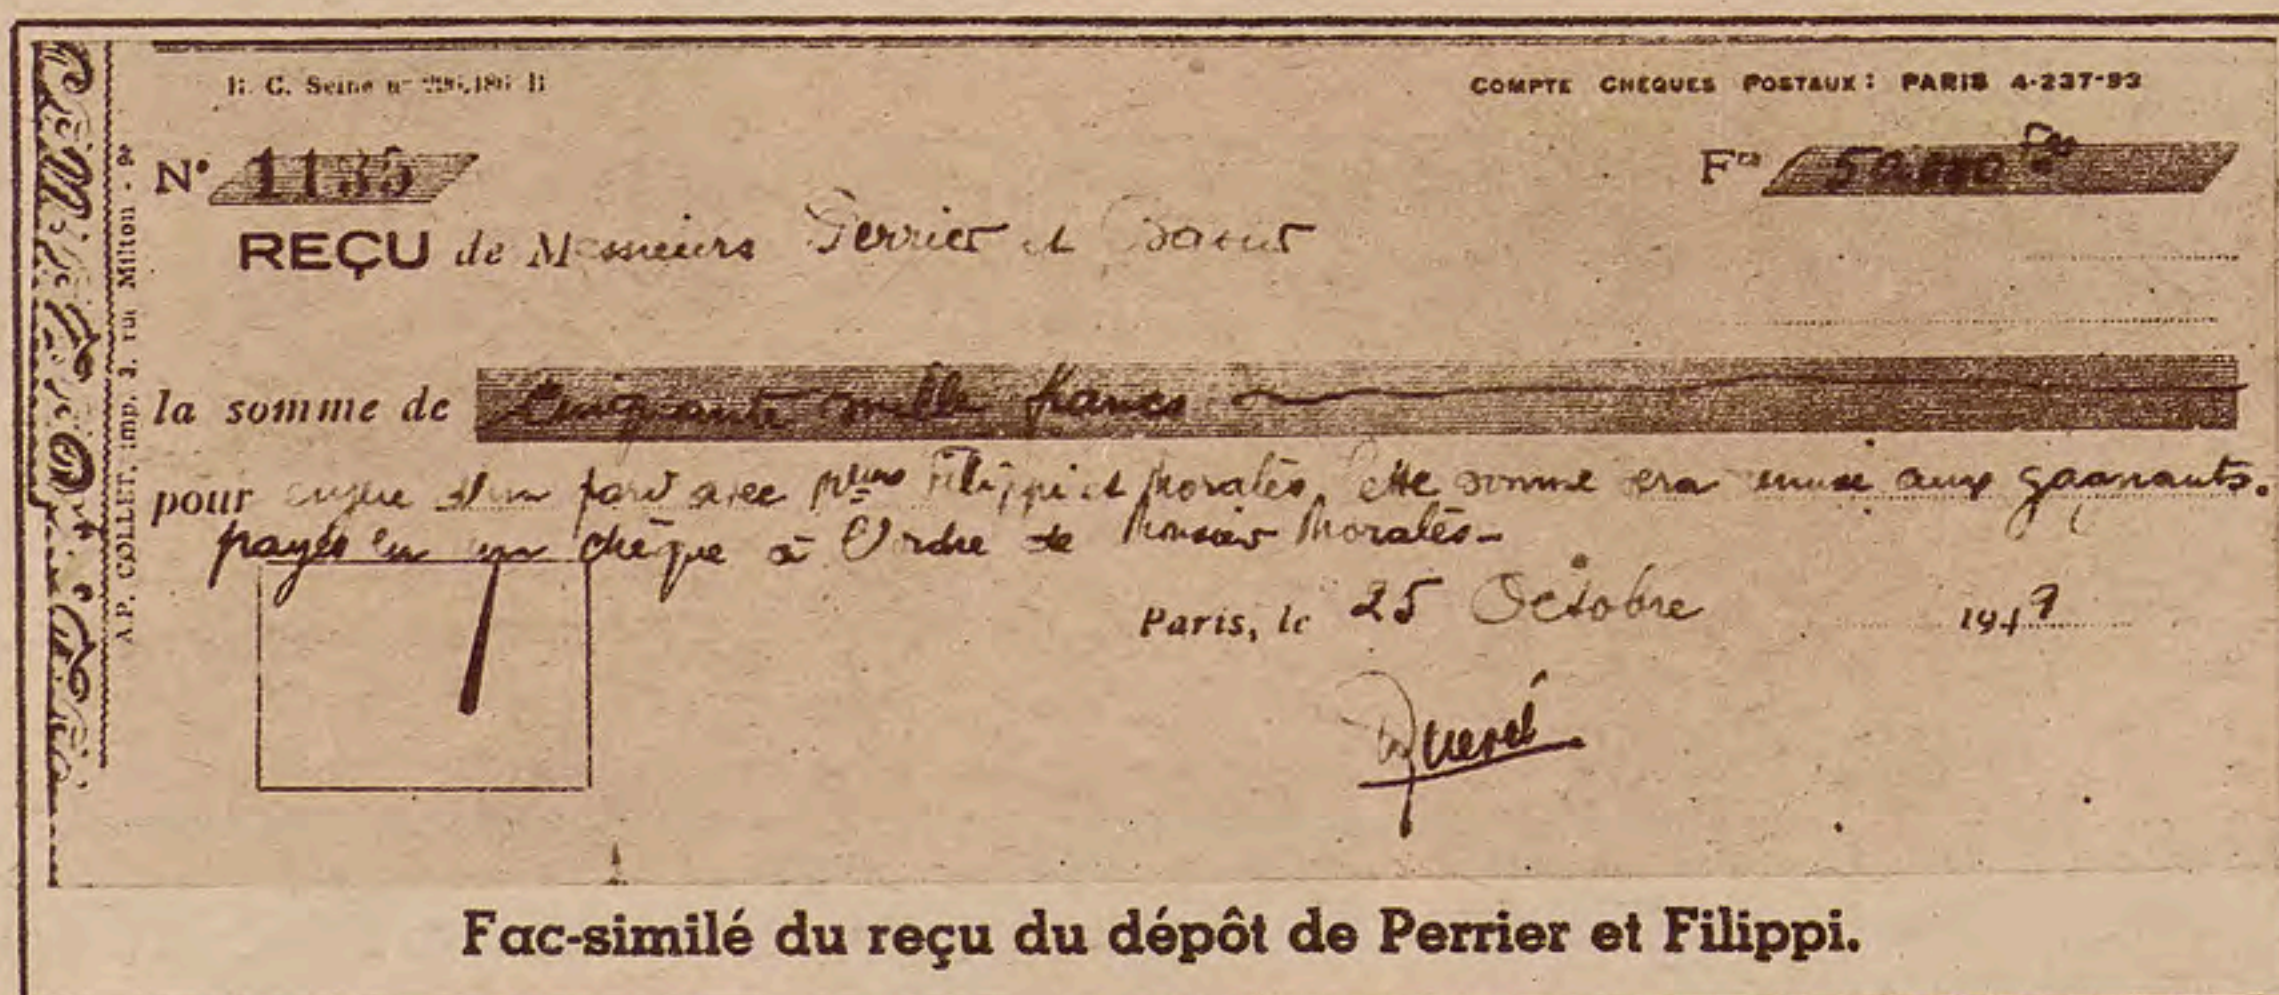 R. C. Seine n° B
COMPTE CHEQUES POSTAUX : PARIS 4-237-93
N° 1135
Frs 50.000
REÇU de Messieurs Perrier et
la somme de Cinquante mille francs
pour enjeu d'un pari avec Filippi et Moralès, cette somme sera remise aux gagnants.
payés en un chèque à l'ordre de Monsieur Moralès -
Paris, le 25 Octobre 194
A.P. COLLET, imp. 3, rue Milton - 9e
Fac-similé du reçu du dépôt de Perrier et Filippi.